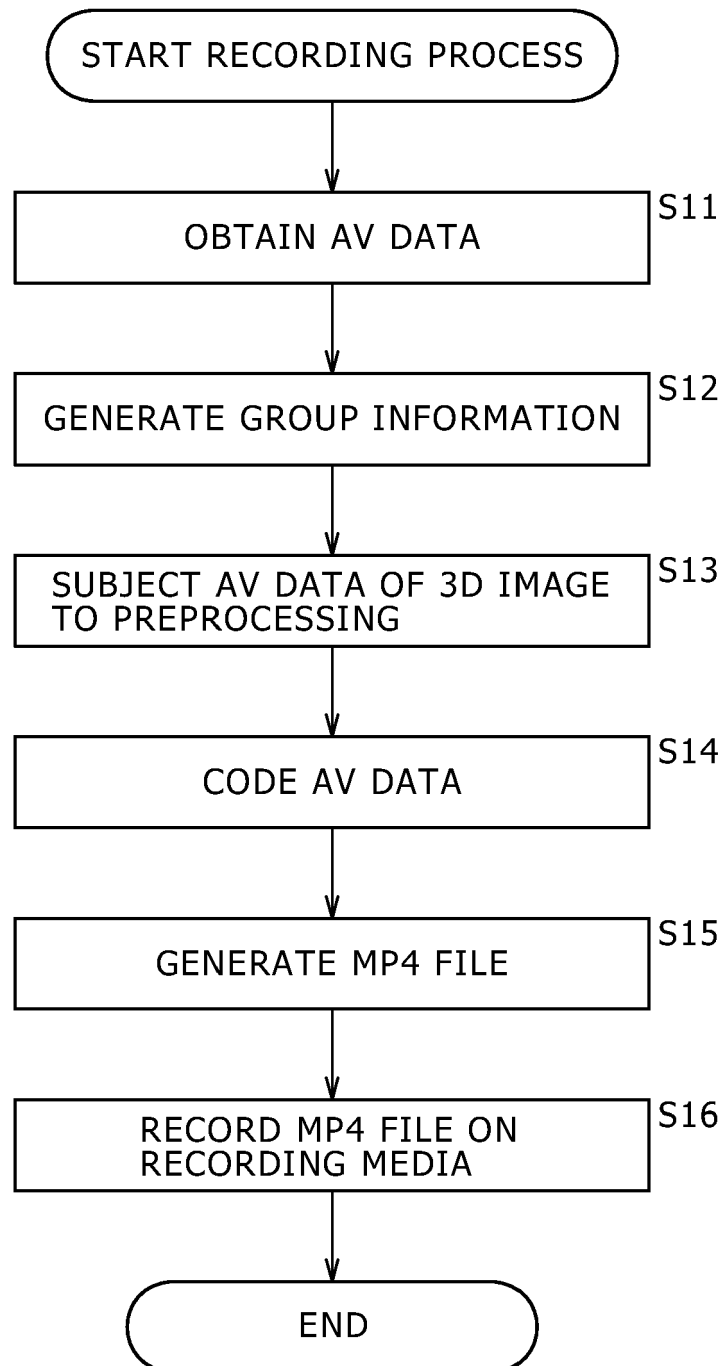 START RECORDING PROCESS
S11
OBTAIN AV DATA
S12
GENERATE GROUP INFORMATION
S13
SUBJECT AV DATA OF 3D IMAGE
TO PREPROCESSING
S14
CODE AV DATA
S15
GENERATE MP4 FILE
S16
RECORD MP4 FILE ON
RECORDING MEDIA
END